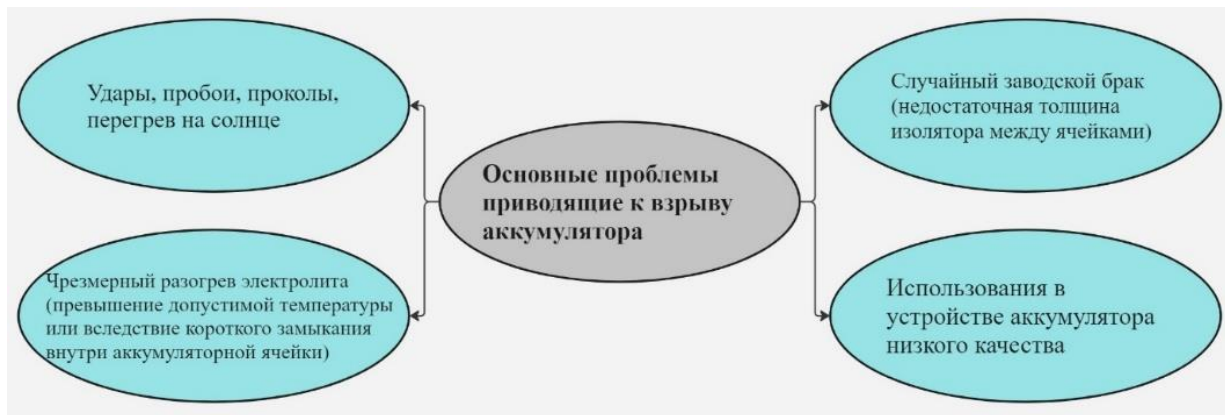 Удары, пробои, проколы,
перегрев на солнце
Случайный заводской брак
(недостаточная толщина
изолятора между ячейками)
Основные проблемы
приводящие к взрыву
аккумулятора
Чрезмерный разогрев электролита
(превышение допустимой температуры
или вследствие короткого замыкания
внутри аккумуляторной ячейки)
Использования в
устройстве аккумулятора
низкого качества